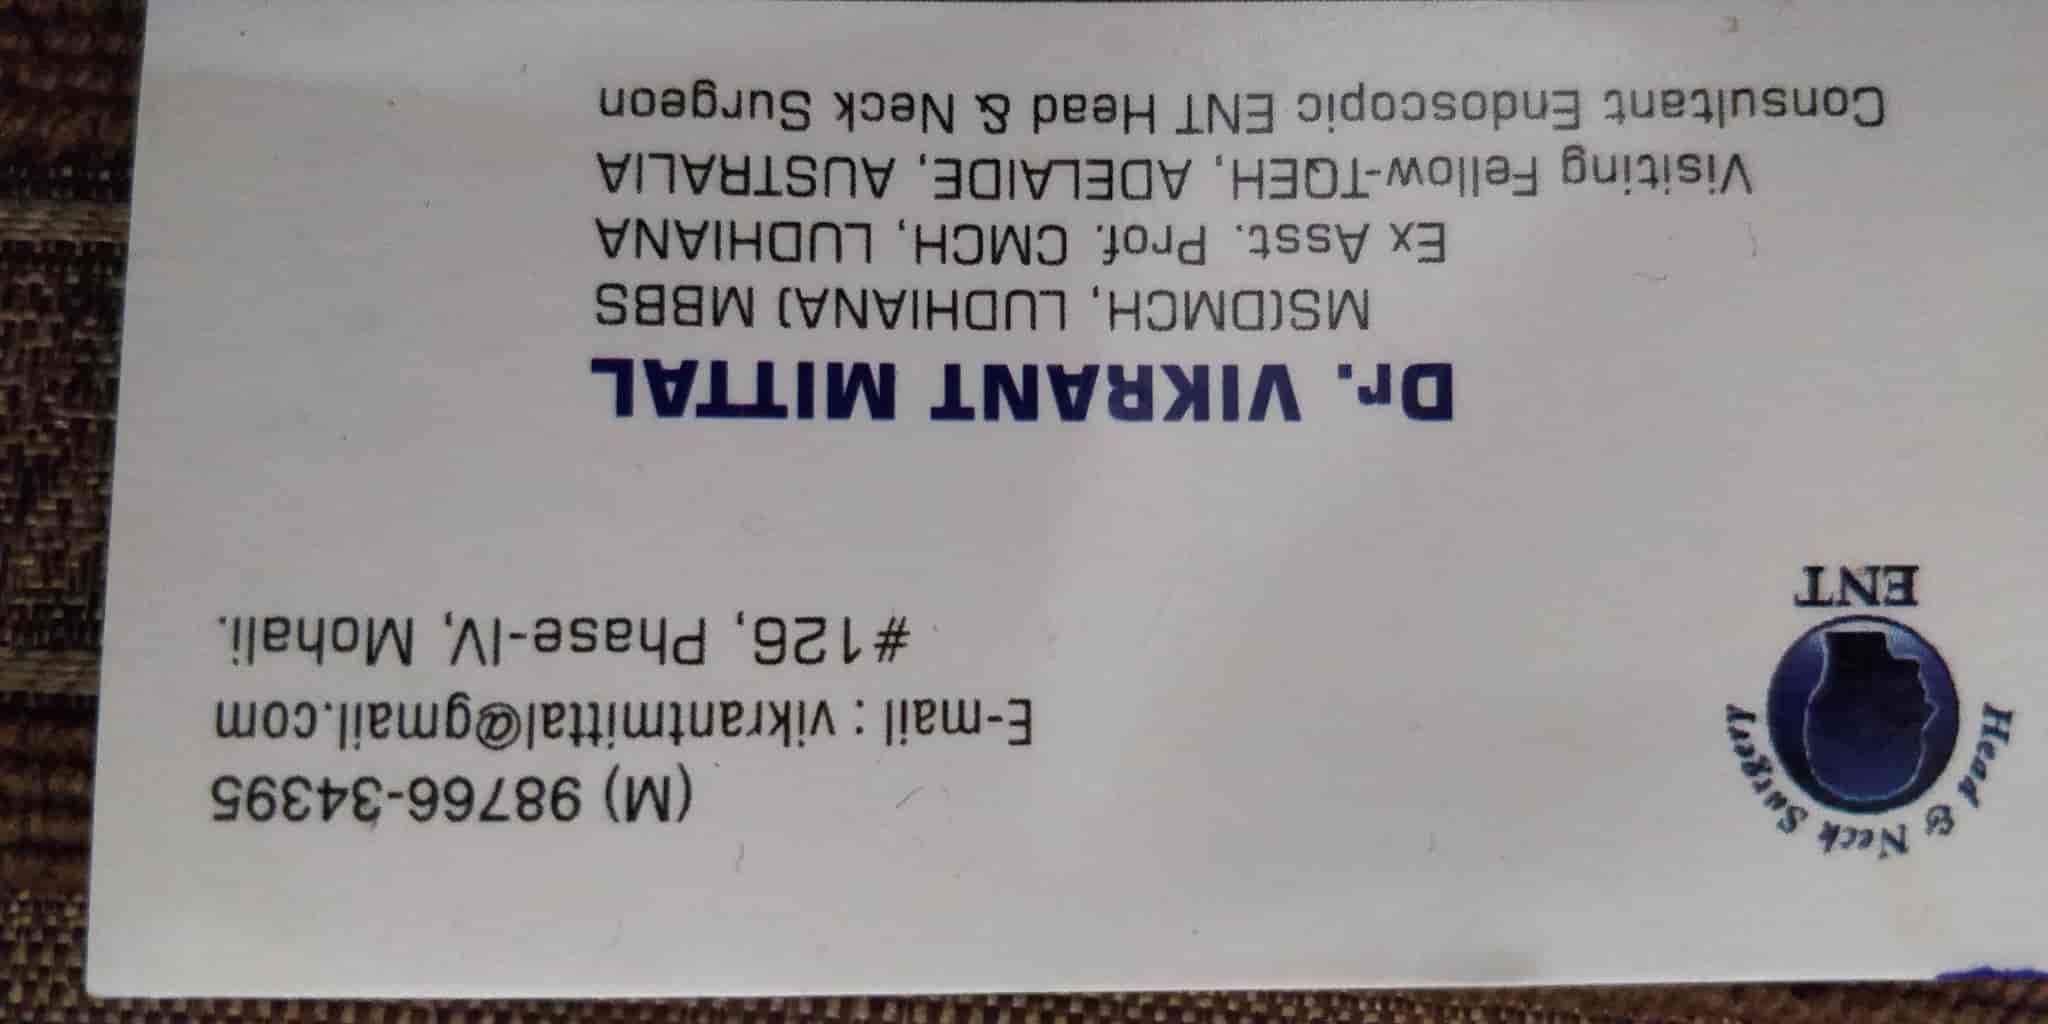 Head & Neck Surgery
ENT
(M) 98766-34395
E-mail : vikrantmittal@gmail.com
#126, Phase-IV, Mohali.
Dr. VIKRANT MITTAL
MS(DMCH, LUDHIANA) MBBS
Ex Asst. Prof. CMCH, LUDHIANA
Visiting Fellow-TQEH, ADELAIDE, AUSTRALIA
Consultant Endoscopic ENT Head & Neck Surgeon